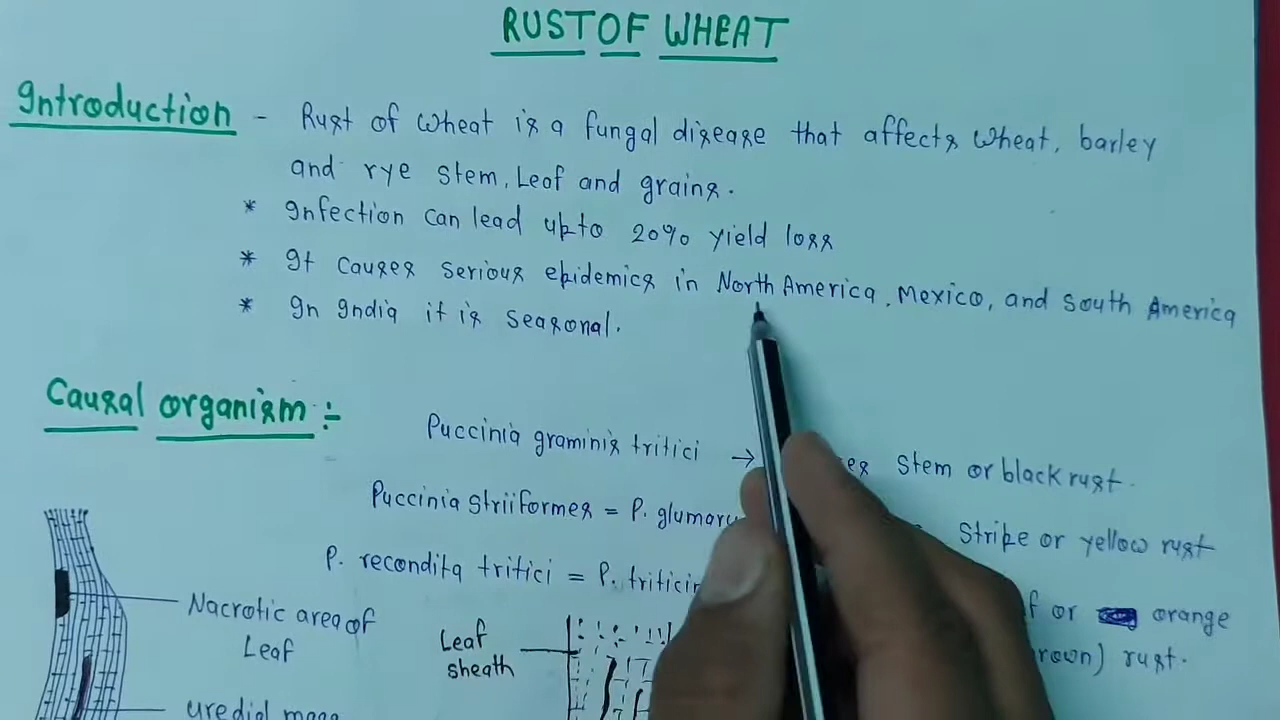 RUST OF WHEAT
Introduction - Rust of wheat is a fungal disease that affects wheat, barley
and rye stem, Leaf and grains.
* Infection can lead upto 20% yield loss
* It causes serious epidemics in North America, Mexico, and South America
* In India it is seasonal.
Causal organism :-
Puccinia graminis tritici → stem or black rust.
Puccinia striiformes = P. stripe or yellow rust
P. recondita tritici = P. or orange
rust.
Nacrotic area of
Leaf
Leaf
sheath
uredial